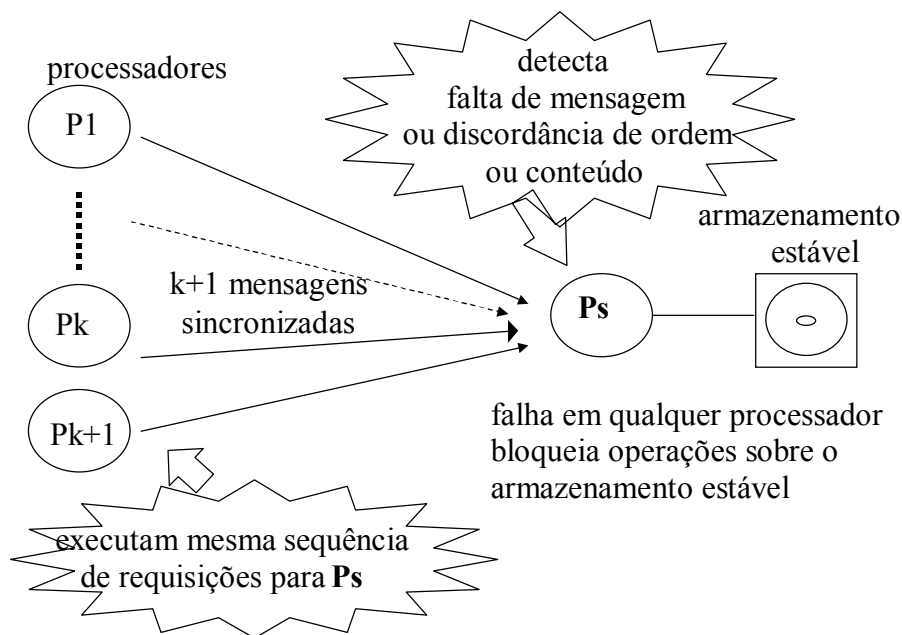 processadores
P1
detecta
falta de mensagem
ou discordância de ordem
ou conteúdo
armazenamento
estável
k+1 mensagens
sincronizadas
Pk
Ps
Pk+1
falha em qualquer processador
bloqueia operações sobre o
armazenamento estável
executam mesma sequência
de requisições para Ps